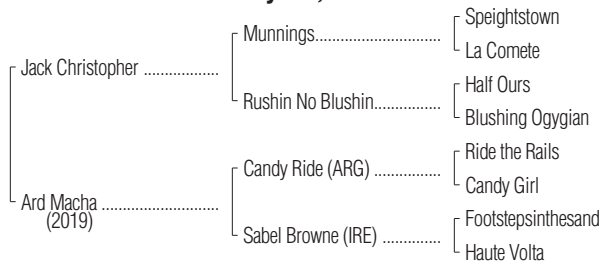 Speightstown
Munnings.................
La Comete
Jack Christopher ..................
Half Ours
Rushin No Blushin................
Blushing Ogygian
Ride the Rails
Candy Ride (ARG) ................
Candy Girl
Ard Macha ............................
(2019)
Footstepsinthesand
Sabel Browne (IRE) ..............
Haute Volta